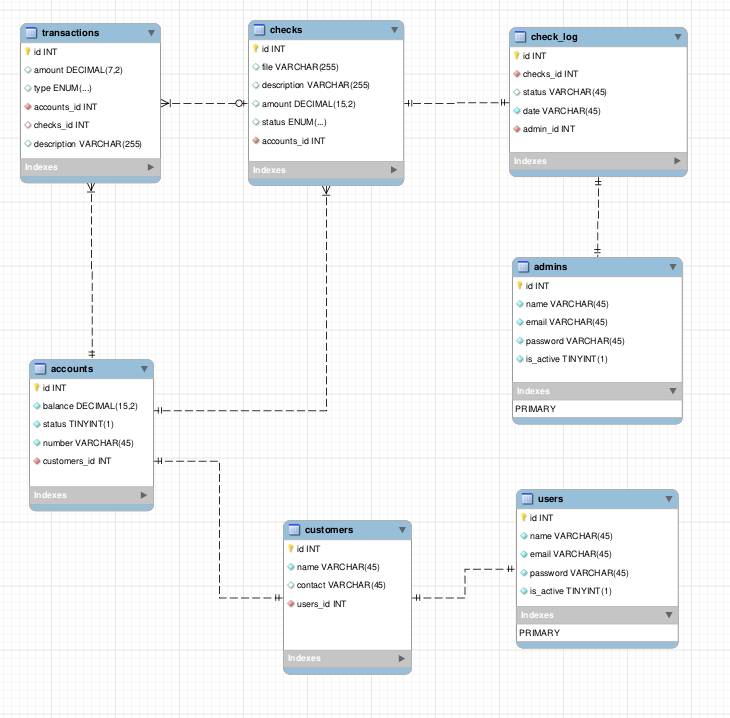 transactions
id INT
amount DECIMAL(7,2)
type ENUM(...)
accounts_id INT
checks_id INT
description VARCHAR(255)
Indexes
checks
id INT
file VARCHAR(255)
description VARCHAR(255)
amount DECIMAL(15,2)
status ENUM(...)
accounts_id INT
Indexes
check_log
id INT
checks_id INT
status VARCHAR(45)
date VARCHAR(45)
admin_id INT
Indexes
admins
id INT
name VARCHAR(45)
email VARCHAR(45)
password VARCHAR(45)
is_active TINYINT(1)
Indexes
PRIMARY
accounts
id INT
balance DECIMAL(15,2)
status TINYINT(1)
number VARCHAR(45)
customers_id INT
Indexes
customers
id INT
name VARCHAR(45)
contact VARCHAR(45)
users_id INT
Indexes
users
id INT
name VARCHAR(45)
email VARCHAR(45)
password VARCHAR(45)
is_active TINYINT(1)
Indexes
PRIMARY